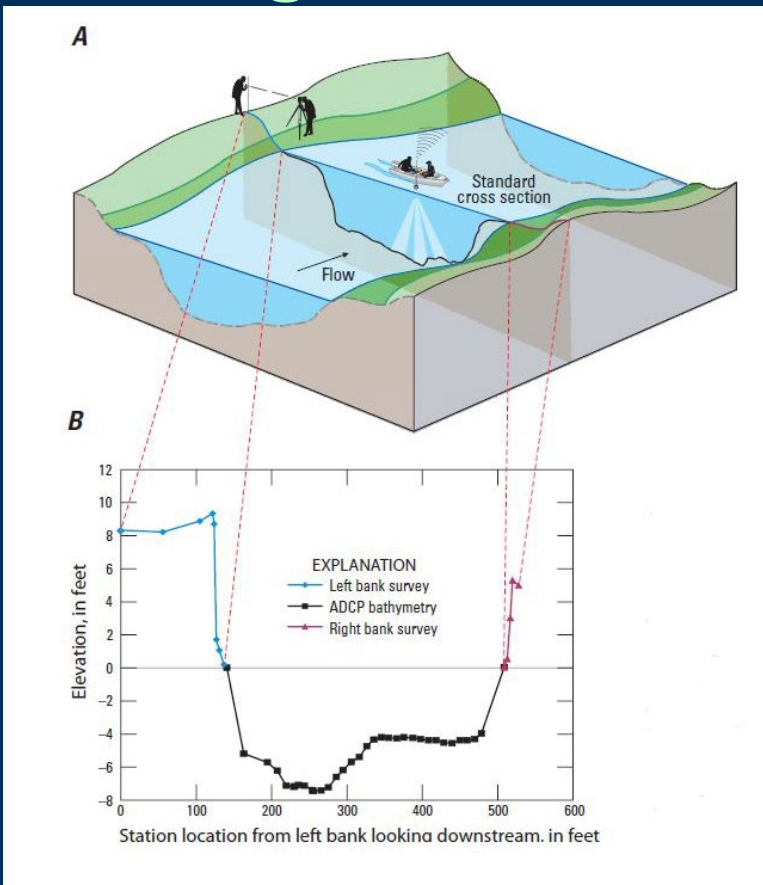 A
Standard
cross section
Flow
B
12
10
8
6
4
2
0
−2
−4
−6
−8
Elevation, in feet
EXPLANATION
Left bank survey
ADCP bathymetry
Right bank survey
0 100 200 300 400 500 600
Station location from left bank looking downstream, in feet